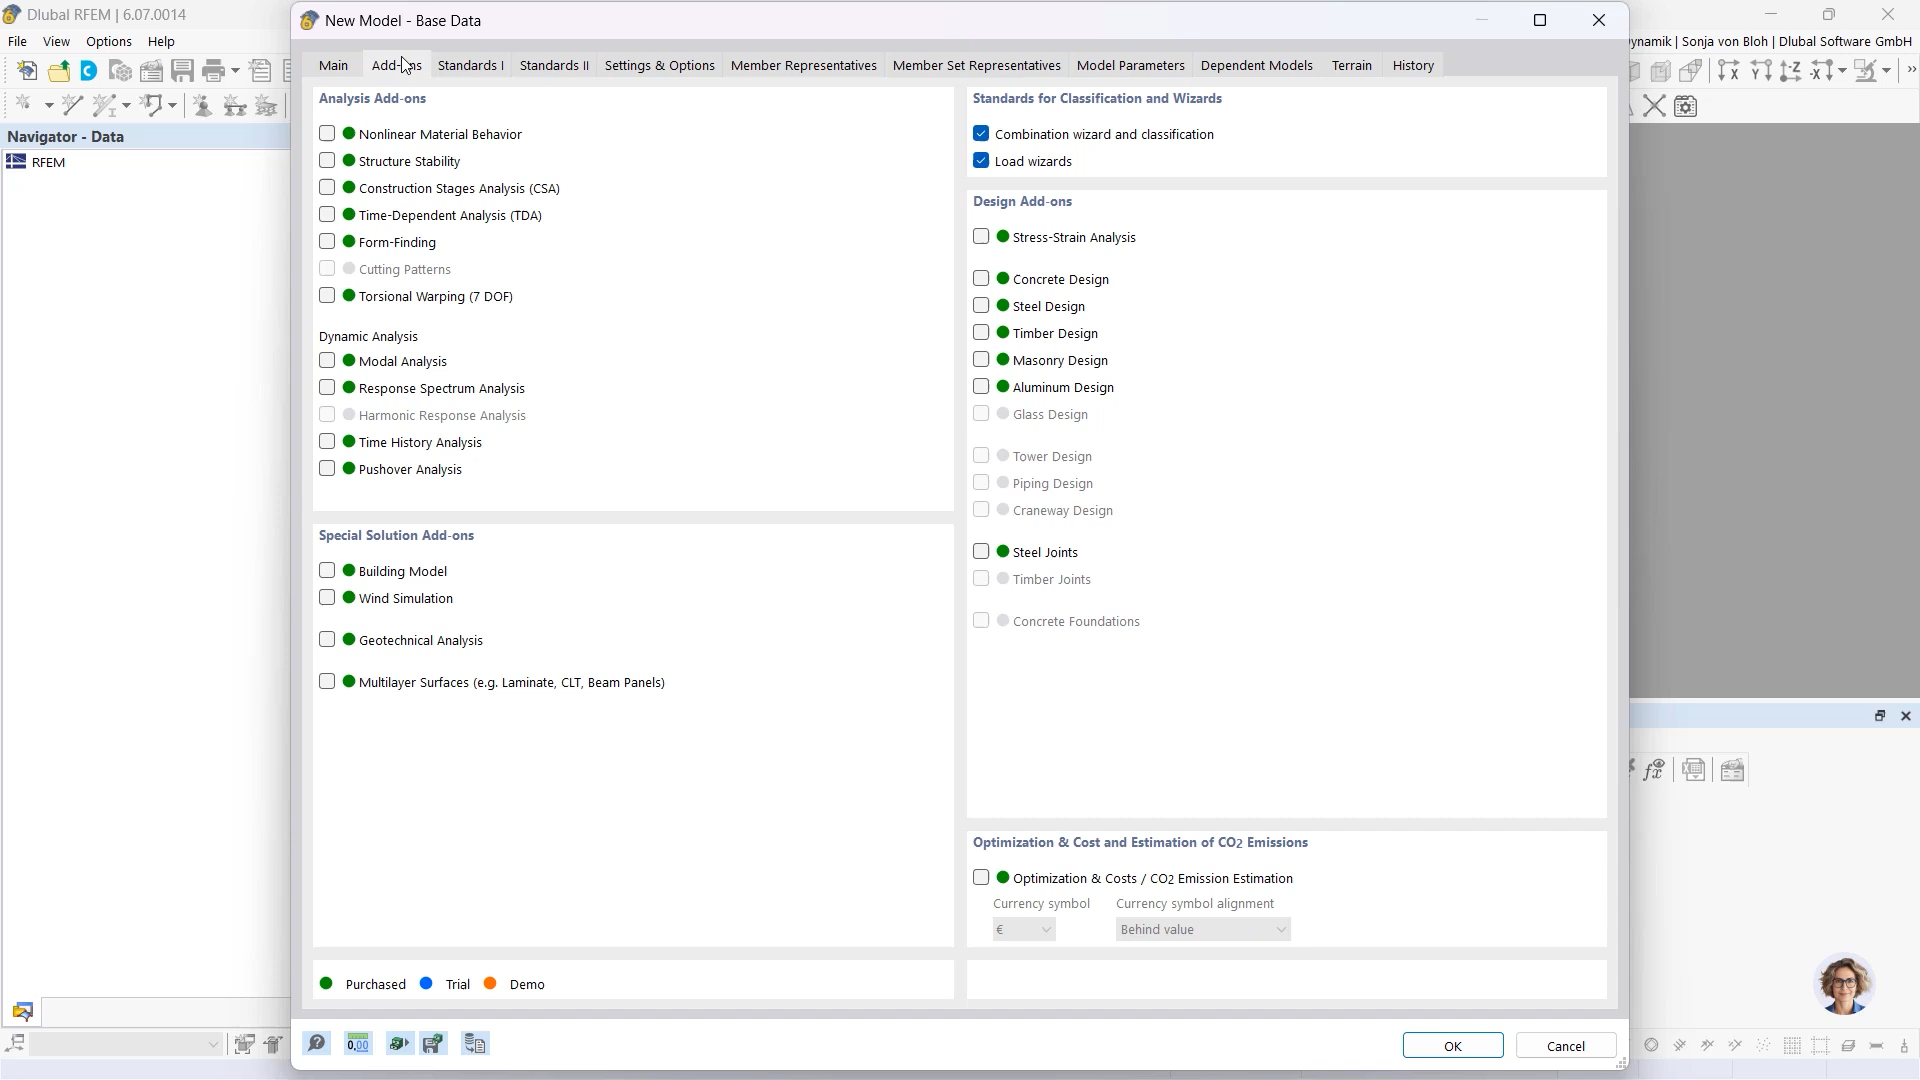 Dlubal RFEM | 6.07.0014
New Model - Base Data
File View Options Help
ynamik | Sonja von Bloh | Dlubal Software GmbH
Main Add-ons Standards I Standards II Settings & Options Member Representatives Member Set Representatives Model Parameters Dependent Models Terrain History
Navigator - Data
RFEM
Analysis Add-ons
Nonlinear Material Behavior
Structure Stability
Construction Stages Analysis (CSA)
Time-Dependent Analysis (TDA)
Form-Finding
Cutting Patterns
Torsional Warping (7 DOF)
Dynamic Analysis
Modal Analysis
Response Spectrum Analysis
Harmonic Response Analysis
Time History Analysis
Pushover Analysis
Special Solution Add-ons
Building Model
Wind Simulation
Geotechnical Analysis
Multilayer Surfaces (e.g. Laminate, CLT, Beam Panels)
Purchased Trial Demo
Standards for Classification and Wizards
Combination wizard and classification
Load wizards
Design Add-ons
Stress-Strain Analysis
Concrete Design
Steel Design
Timber Design
Masonry Design
Aluminum Design
Glass Design
Tower Design
Piping Design
Craneway Design
Steel Joints
Timber Joints
Concrete Foundations
Optimization & Cost and Estimation of CO2 Emissions
Optimization & Costs / CO2 Emission Estimation
Currency symbol Currency symbol alignment
€ Behind value
OK Cancel